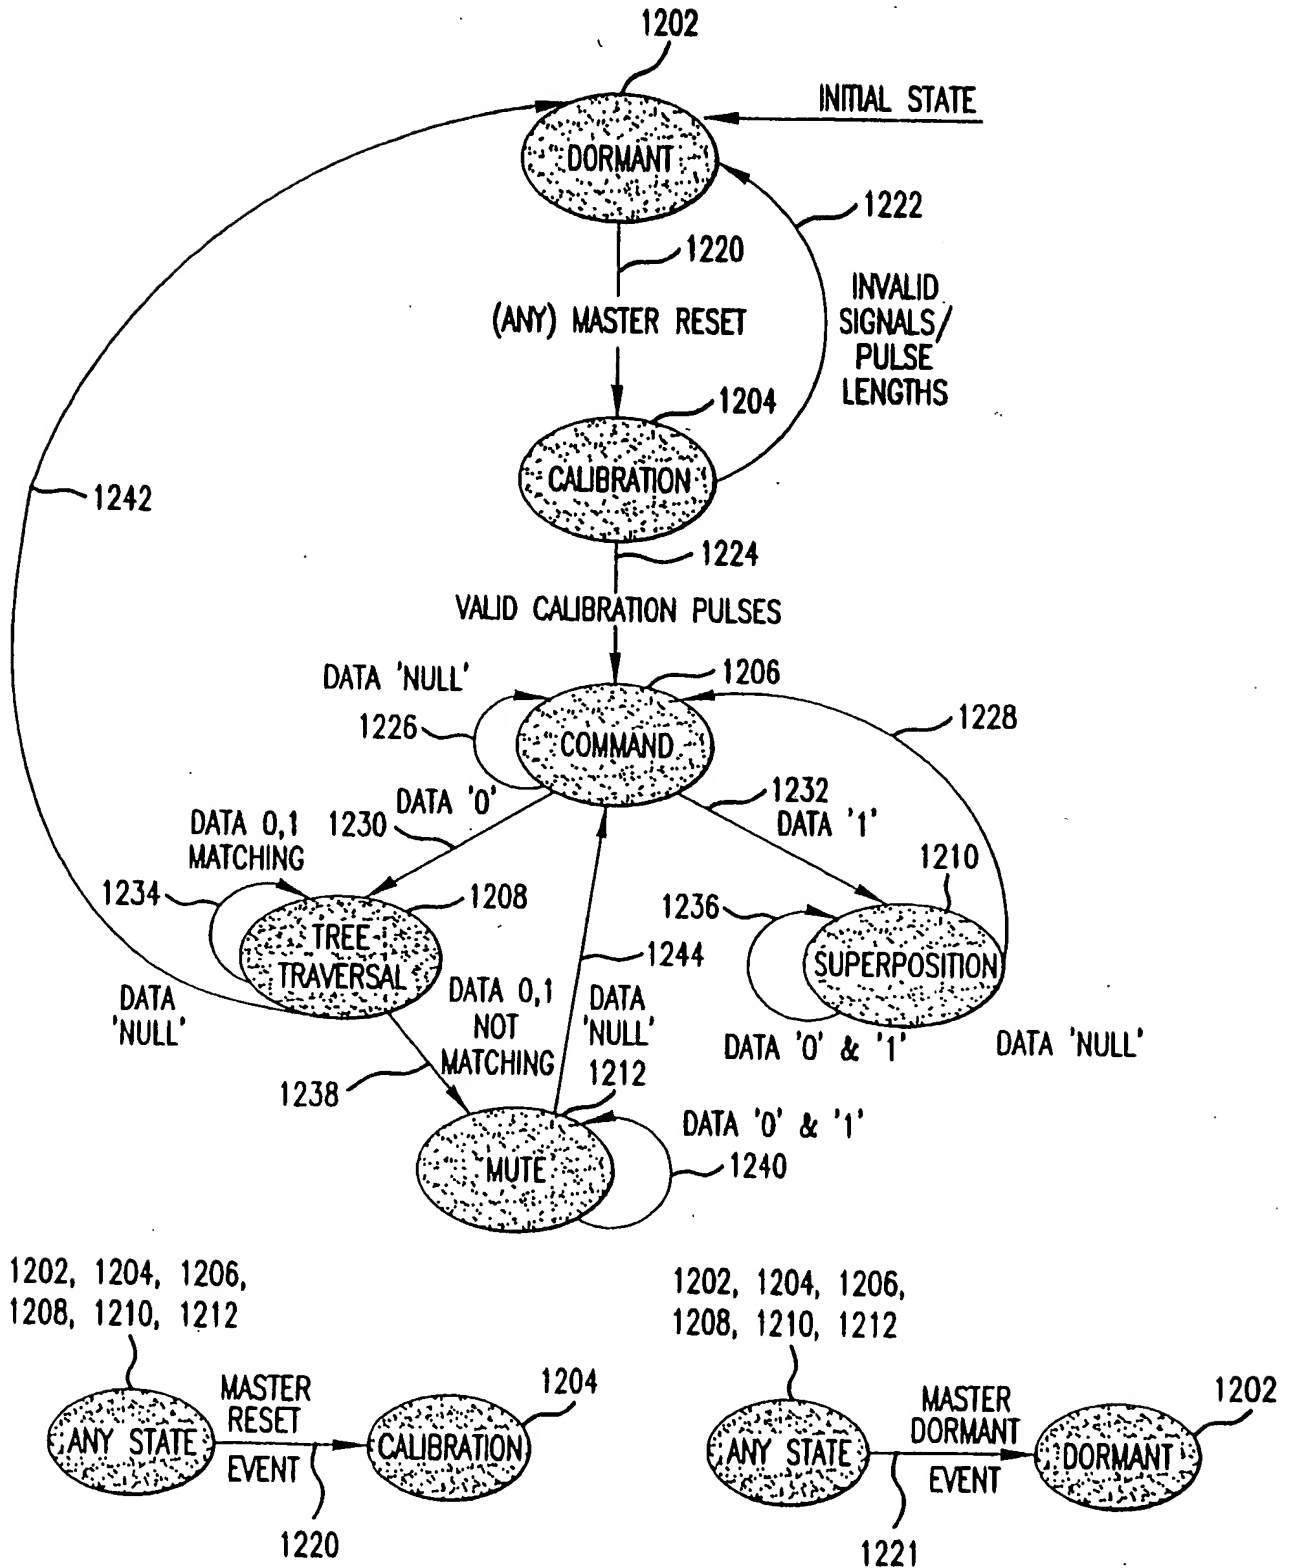 1202
INITIAL STATE
DORMANT
1222
1220
INVALID
SIGNALS/
PULSE
LENGTHS
(ANY) MASTER RESET
1204
CALIBRATION
1242
1224
VALID CALIBRATION PULSES
1206
DATA 'NULL'
1226
COMMAND
1228
DATA '0'
1230
1232
DATA '1'
DATA 0,1
MATCHING
1234
1208
TREE
TRAVERSAL
1210
1236
SUPERPOSITION
1244
DATA
'NULL'
DATA 0,1
NOT
MATCHING
DATA
'NULL'
DATA '0' & '1'
DATA 'NULL'
1238
1212
MUTE
DATA '0' & '1'
1240
1202, 1204, 1206,
1208, 1210, 1212
ANY STATE
MASTER
RESET
EVENT
1220
CALIBRATION
1204
1202, 1204, 1206,
1208, 1210, 1212
ANY STATE
MASTER
DORMANT
EVENT
1221
DORMANT
1202